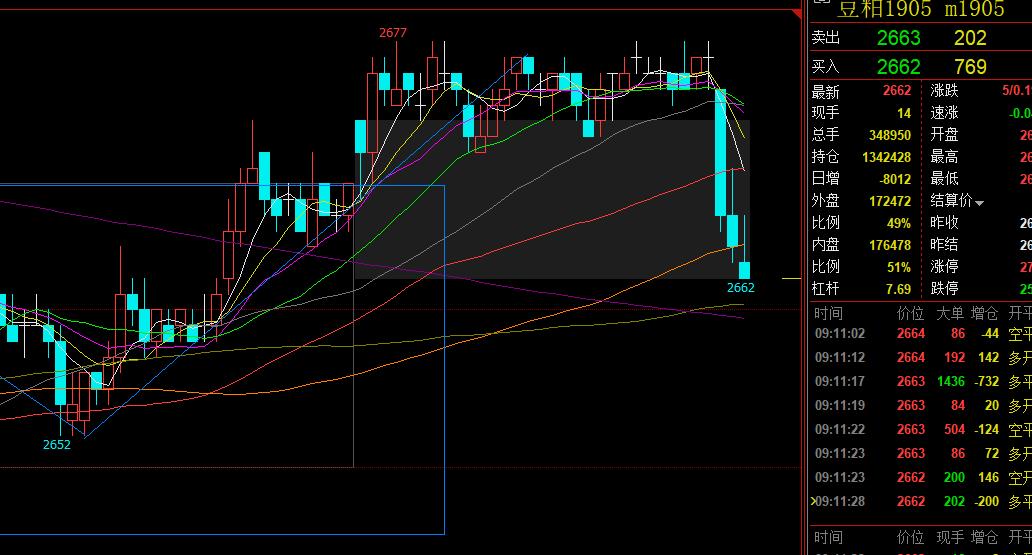 豆粕1905 m1905
卖出 2663 202
买入 2662 769
最新 2662 涨跌 5/0.1
现手 14 速涨 -0.0
总手 348950 开盘 26
持仓 1342428 最高 26
日增 -8012 最低 26
外盘 172472 结算价
比例 49% 昨收 26
内盘 176478 昨结 26
比例 51% 涨停 27
杠杆 7.69 跌停 25
时间 价位 大单 增仓 开平
09:11:02 2664 86 -44 空平
09:11:12 2664 192 142 多开
09:11:17 2663 1436 -732 多平
09:11:19 2663 84 20 多开
09:11:22 2663 504 -124 空平
09:11:23 2663 86 72 多开
09:11:23 2662 200 146 空开
09:11:28 2662 202 -200 多平
时间 价位 现手 增仓 开平
2677
2662
2652